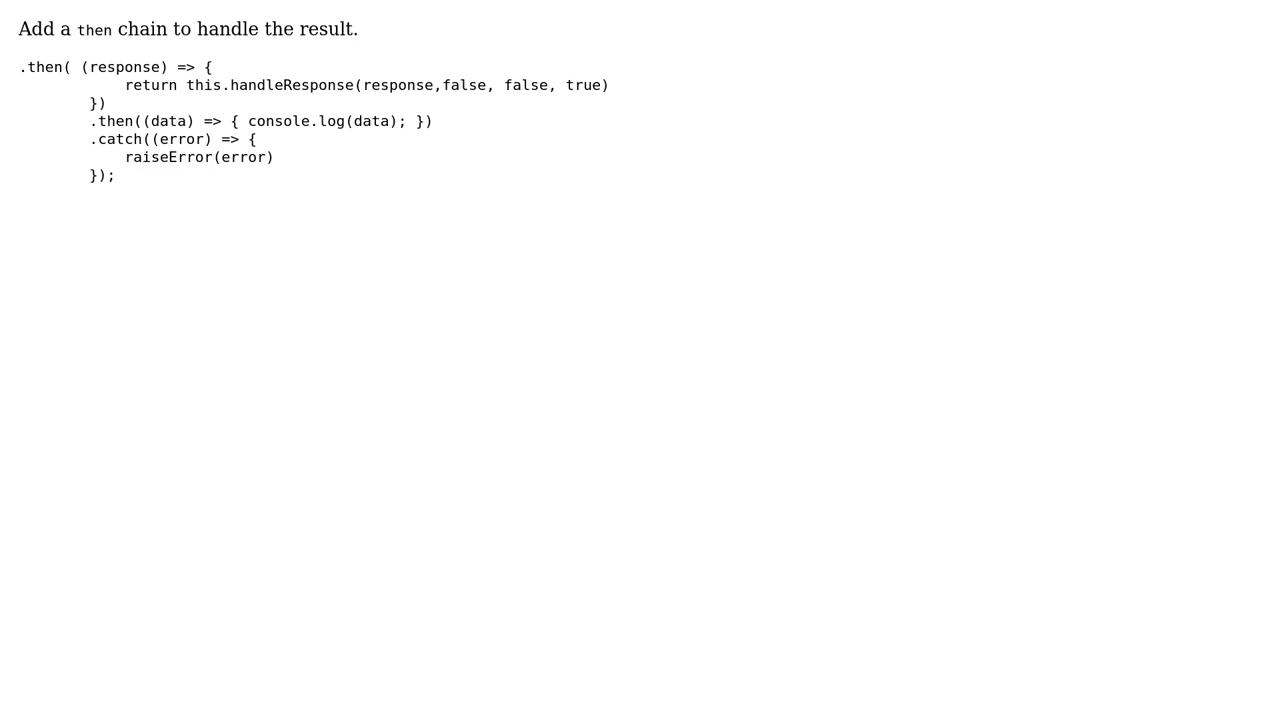 Add a then chain to handle the result.
.then( (response) => {
            return this.handleResponse(response,false, false, true)
        })
        .then((data) => { console.log(data); })
        .catch((error) => {
            raiseError(error)
        });